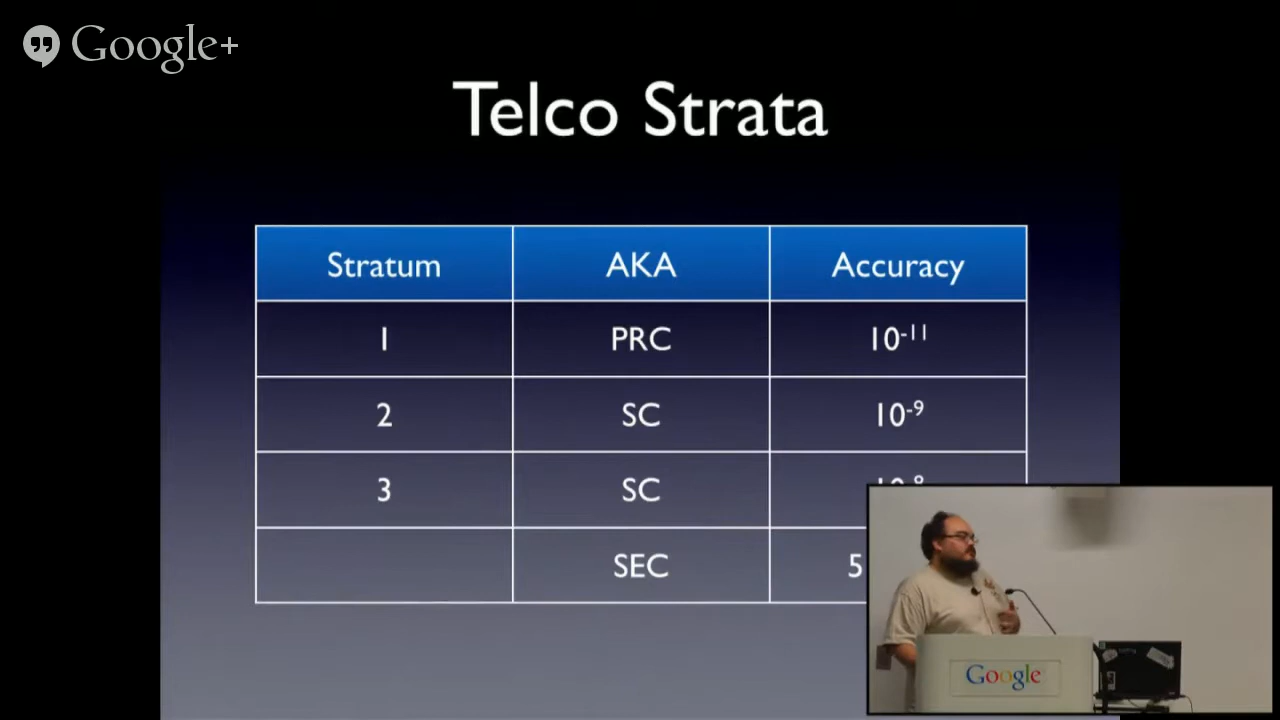 Google+
Telco Strata
Stratum AKA Accuracy
1 PRC 10-11
2 SC 10-9
3 SC
SEC 5
Google